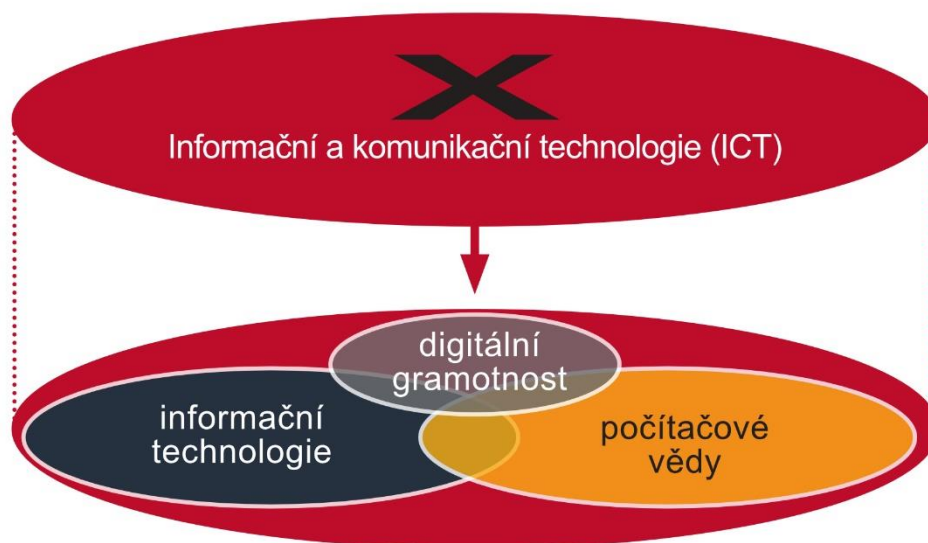 X
Informační a komunikační technologie (ICT)
digitální
gramotnost
informační
technologie
počítačové
vědy